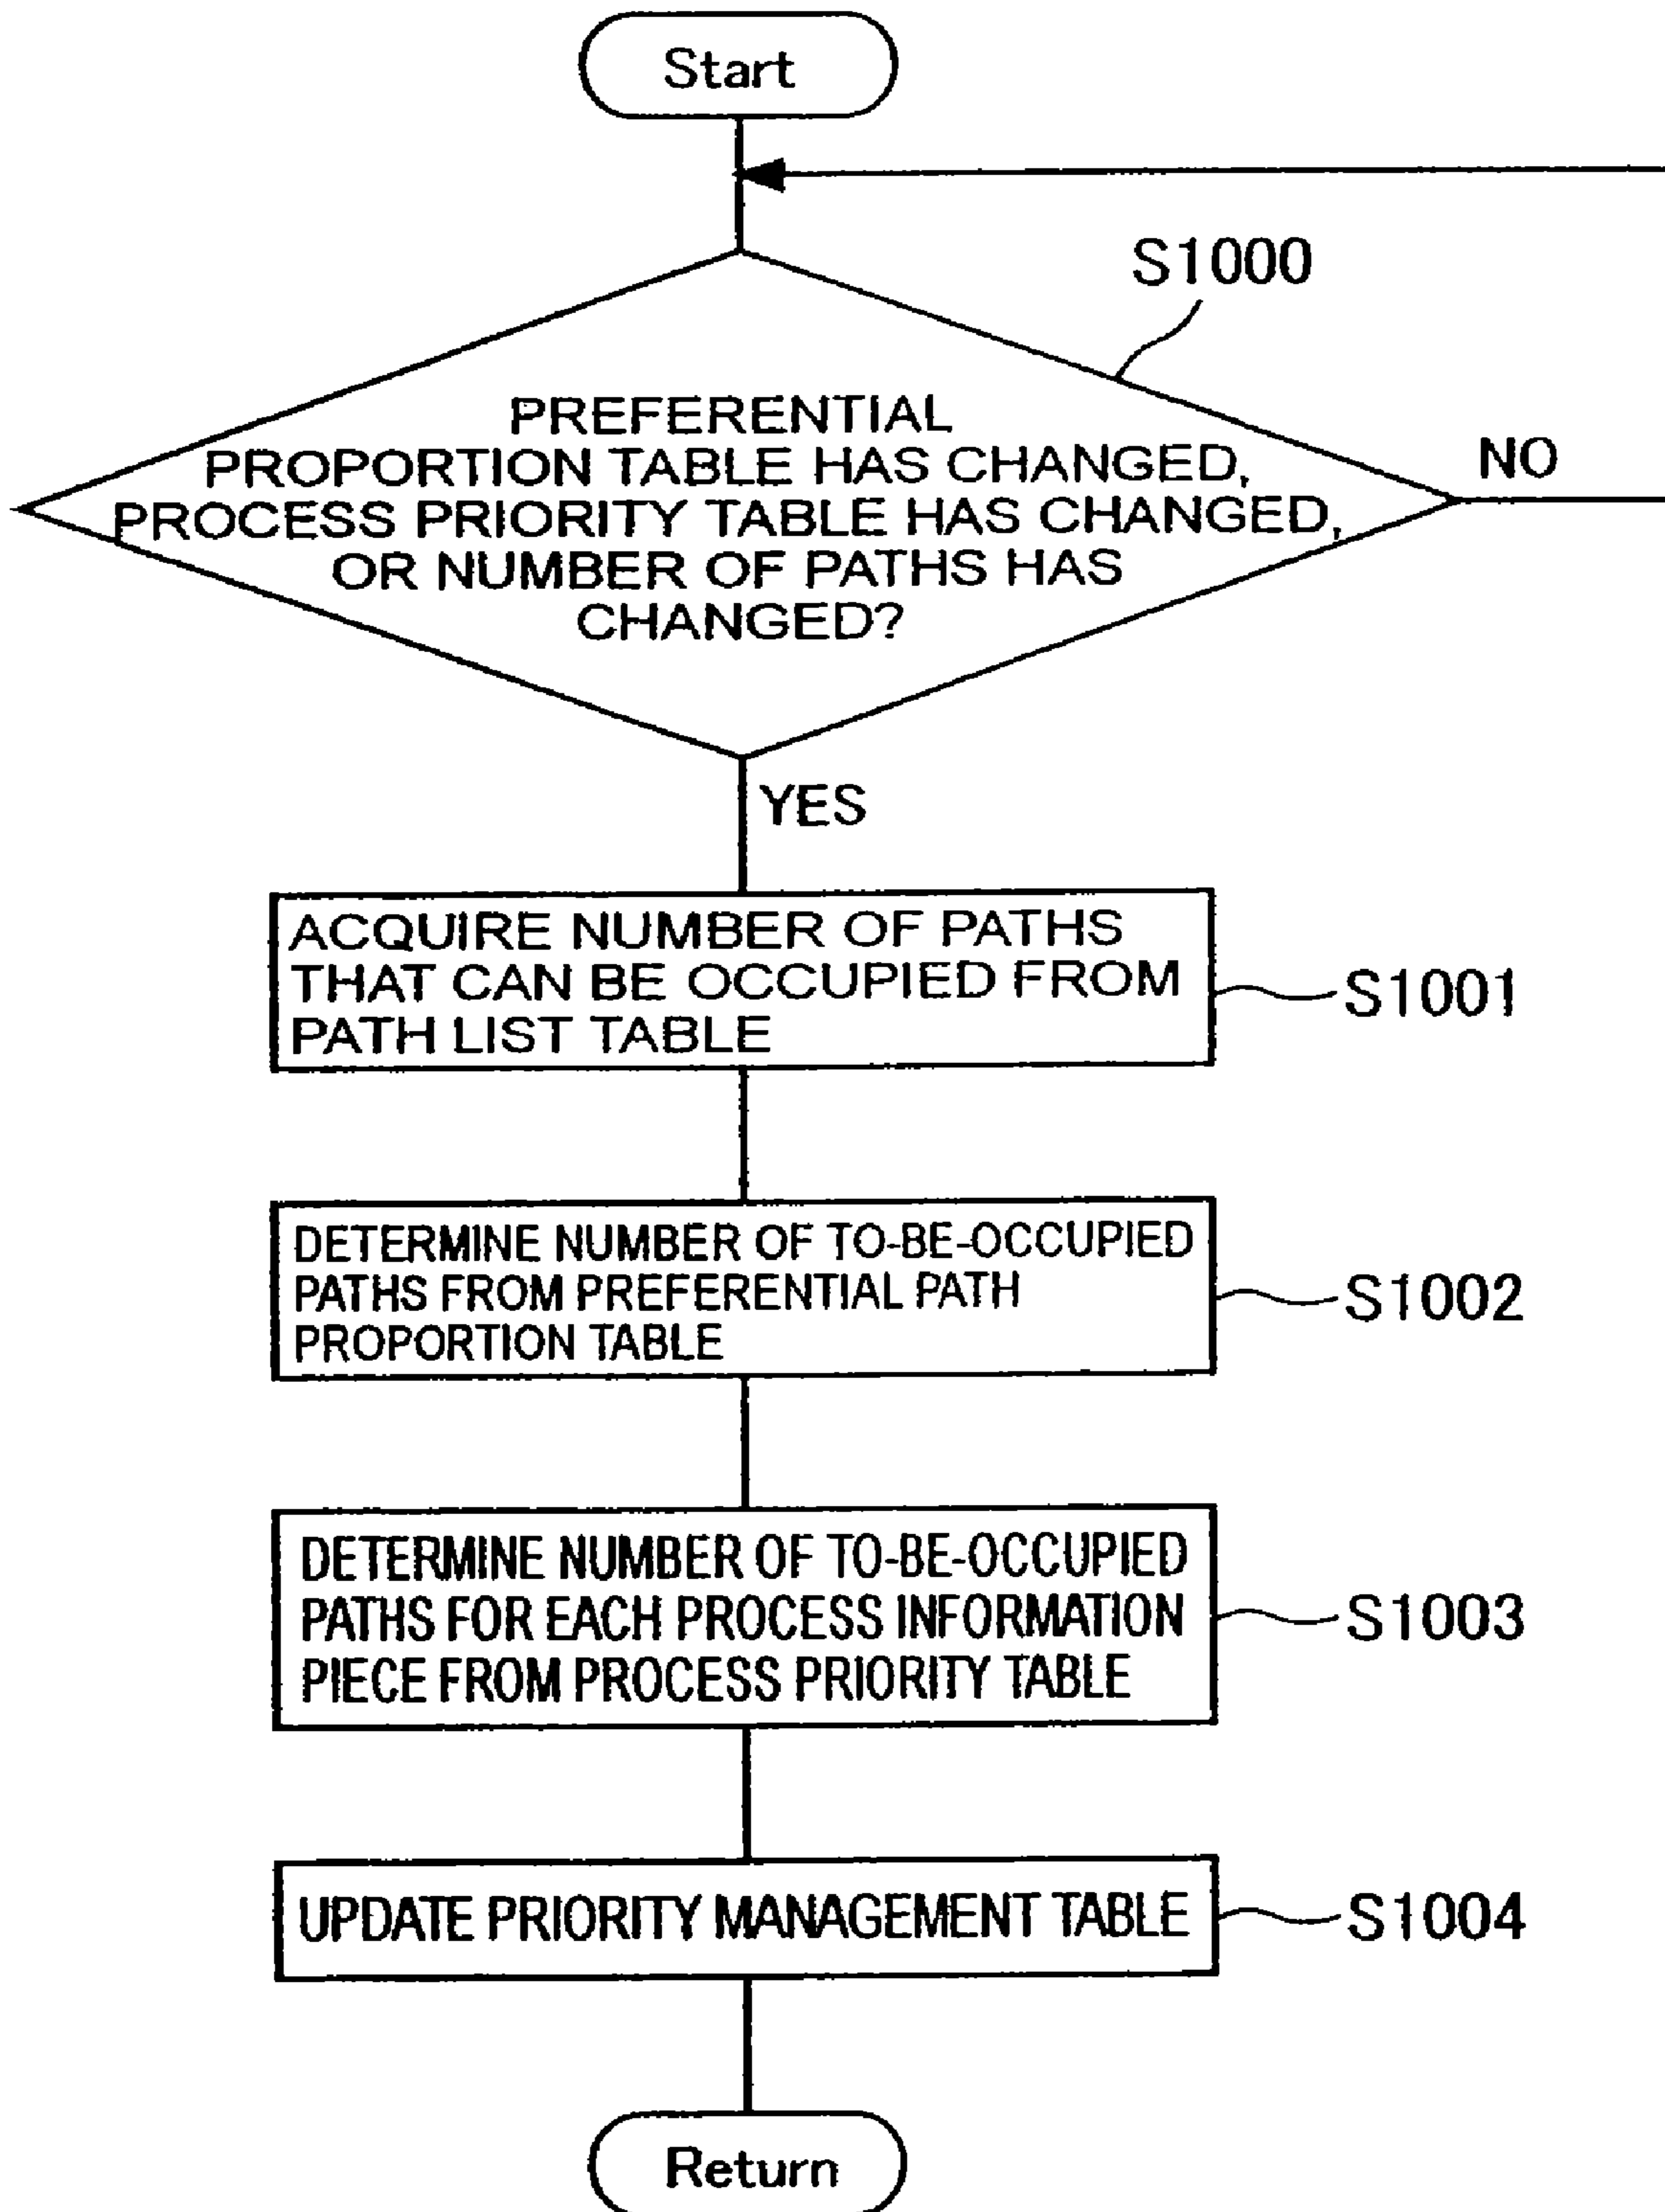 Start
S1000
PREFERENTIAL
PROPORTION TABLE HAS CHANGED,
PROCESS PRIORITY TABLE HAS CHANGED,
OR NUMBER OF PATHS HAS
CHANGED?
NO
YES
ACQUIRE NUMBER OF PATHS
THAT CAN BE OCCUPIED FROM
PATH LIST TABLE
S1001
DETERMINE NUMBER OF TO-BE-OCCUPIED
PATHS FROM PREFERENTIAL PATH
PROPORTION TABLE
S1002
DETERMINE NUMBER OF TO-BE-OCCUPIED
PATHS FOR EACH PROCESS INFORMATION
PIECE FROM PROCESS PRIORITY TABLE
S1003
UPDATE PRIORITY MANAGEMENT TABLE
S1004
Return